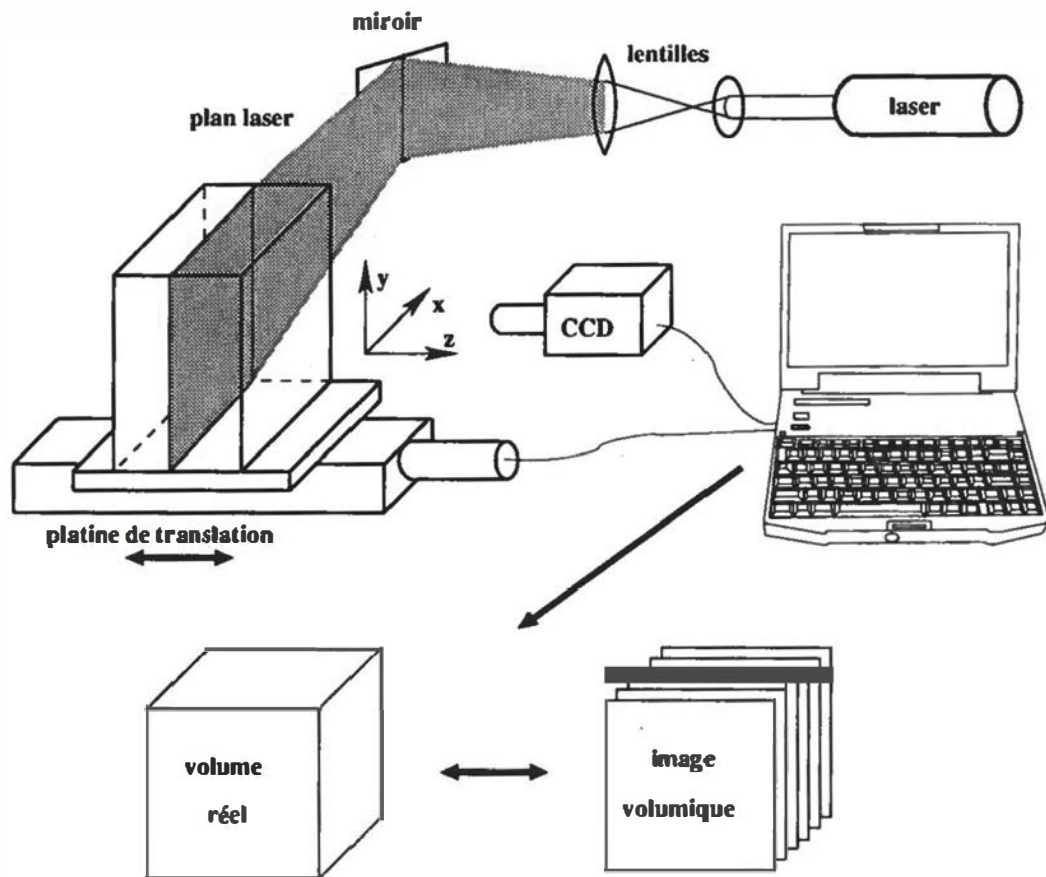 miroir
lentilles
laser
plan laser
y
x
z
CCD
platine de translation
volume
réel
image
volumique